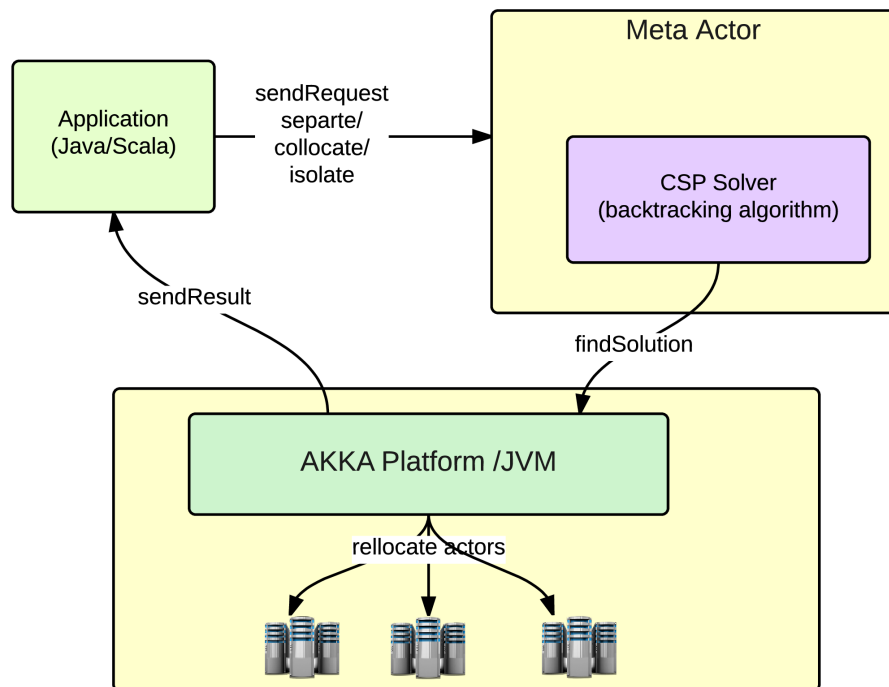 Meta Actor
Application
(Java/Scala)
sendRequest
separte/
collocate/
isolate
CSP Solver
(backtracking algorithm)
sendResult
findSolution
AKKA Platform /JVM
rellocate actors